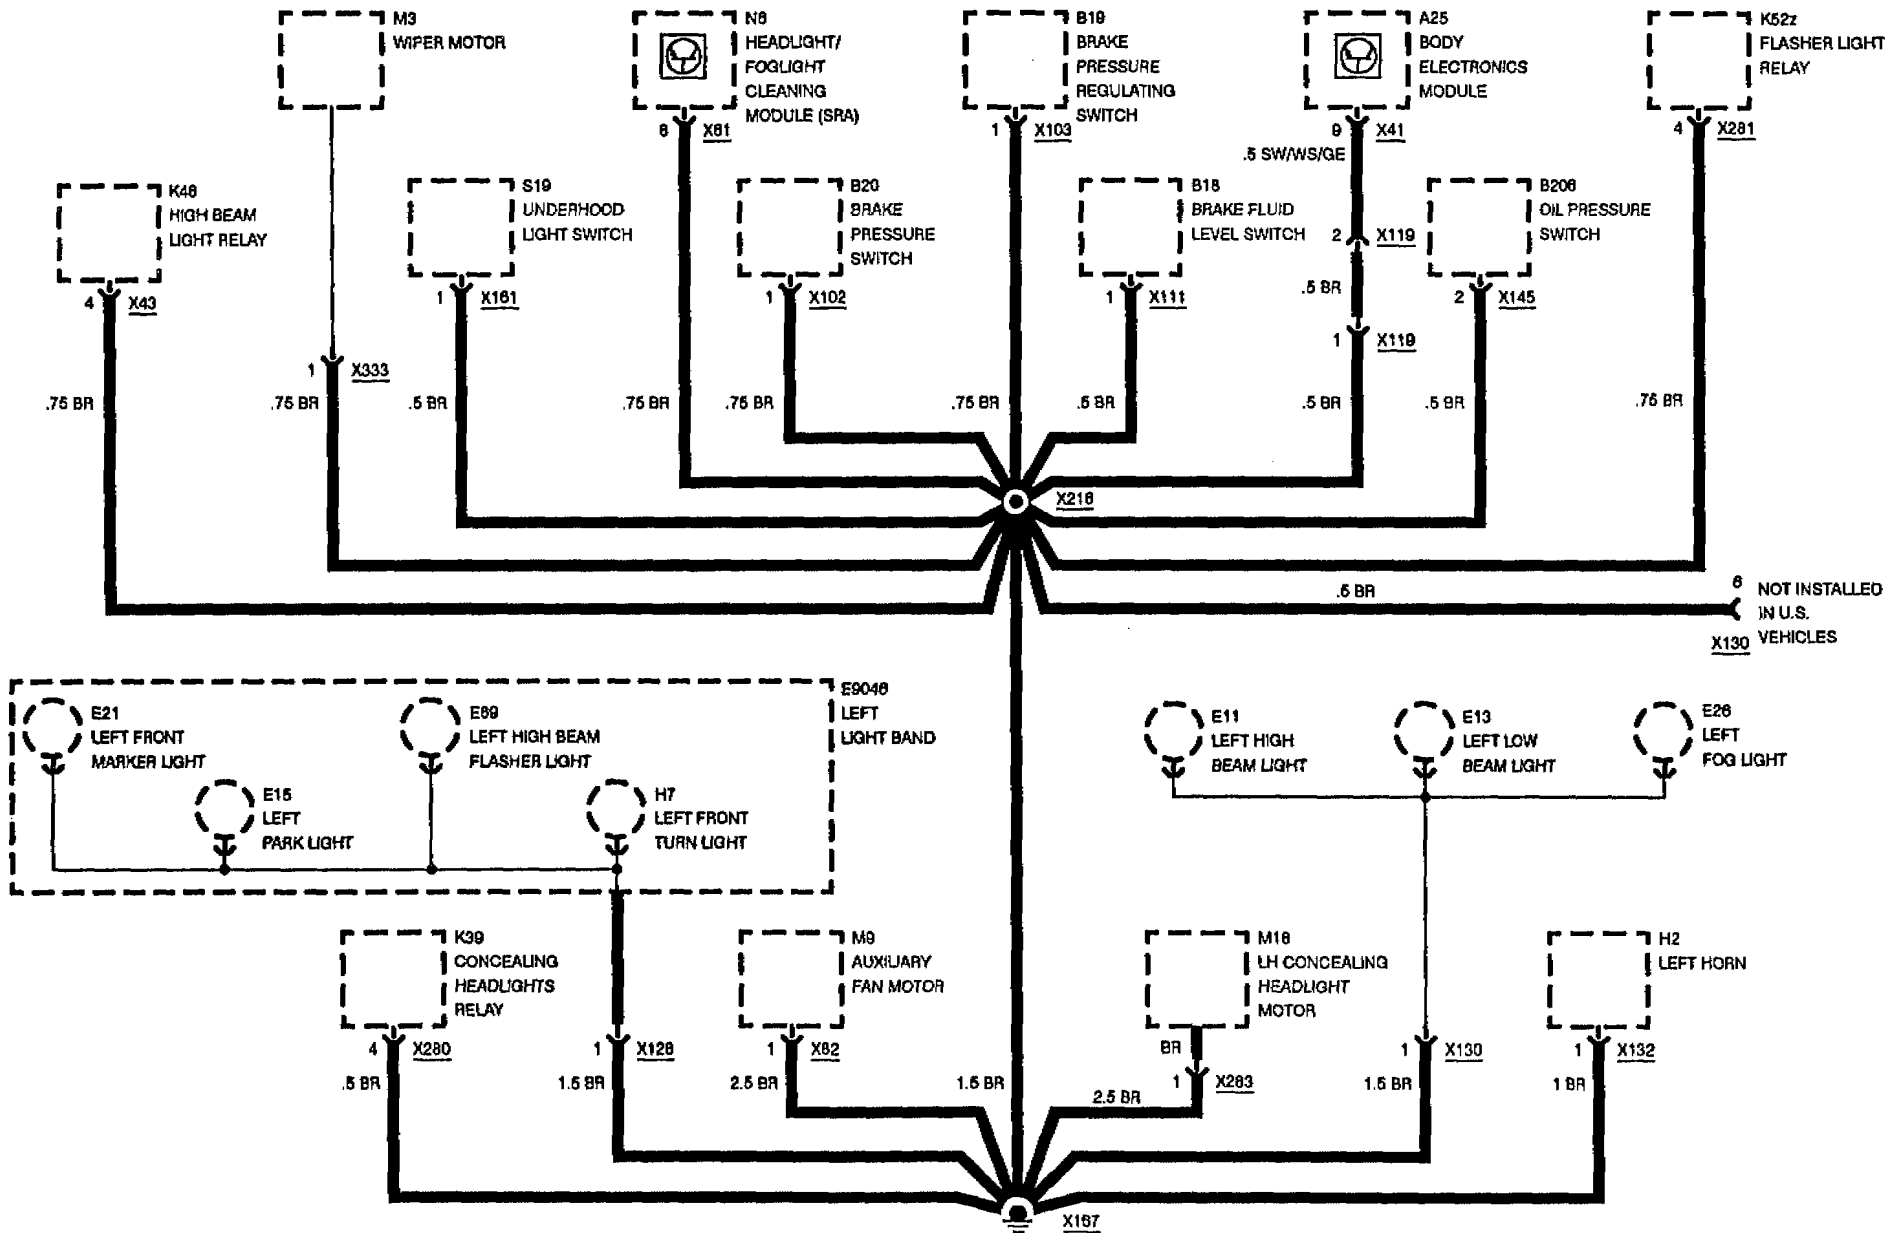 M3
WIPER MOTOR
N6
HEADLIGHT/
FOGLIGHT
CLEANING
MODULE (SRA)
B19
BRAKE
PRESSURE
REGULATING
SWITCH
A25
BODY
ELECTRONICS
MODULE
K52z
FLASHER LIGHT
RELAY
6 X61
1 X103
9 X41
4 X281
.5 SW/WS/GE
K46
HIGH BEAM
LIGHT RELAY
S19
UNDERHOOD
LIGHT SWITCH
B20
BRAKE
PRESSURE
SWITCH
B18
BRAKE FLUID
LEVEL SWITCH
2 X119
B206
OIL PRESSURE
SWITCH
4 X43
1 X161
1 X102
1 X111
.5 BR
2 X145
1 X119
1 X333
.75 BR
.75 BR
.5 BR
.75 BR
.75 BR
.75 BR
.5 BR
.5 BR
.5 BR
.75 BR
X218
.5 BR
6
NOT INSTALLED
IN U.S.
VEHICLES
X130
E9046
LEFT
LIGHT BAND
E21
LEFT FRONT
MARKER LIGHT
E69
LEFT HIGH BEAM
FLASHER LIGHT
E15
LEFT
PARK LIGHT
H7
LEFT FRONT
TURN LIGHT
E11
LEFT HIGH
BEAM LIGHT
E13
LEFT LOW
BEAM LIGHT
E26
LEFT
FOG LIGHT
K39
CONCEALING
HEADLIGHTS
RELAY
M9
AUXILIARY
FAN MOTOR
M16
LH CONCEALING
HEADLIGHT
MOTOR
H2
LEFT HORN
4 X280
1 X128
1 X82
BR
1 X283
1 X130
1 X132
.5 BR
1.5 BR
2.5 BR
1.5 BR
2.5 BR
1.5 BR
1 BR
X167